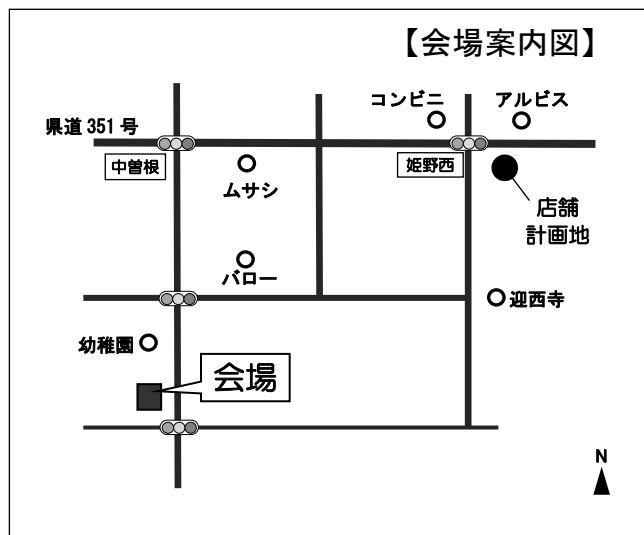 【会場案内図】
コンビニ
アルビス
県道351号
中曽根
姫野西
ムサシ
店舗
計画地
バロー
迎西寺
幼稚園
会場
N